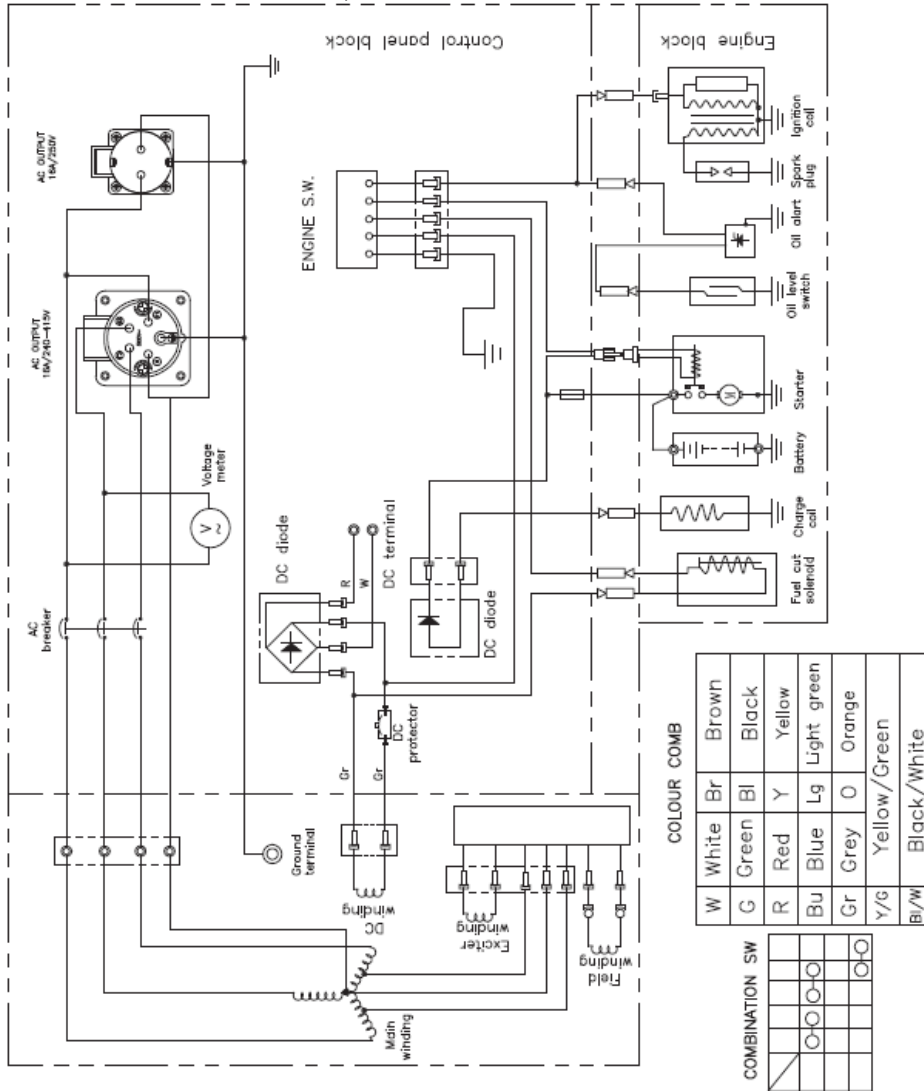 Control panel block
Engine block
AC OUTPUT
16A/250V
AC OUTPUT
16A/240-415V
ENGINE S.W.
Voltage
meter
V
~
AC
breaker
DC diode
R
W
DC terminal
DC diode
Gr
Gr
DC
protector
Ground
terminal
DC
winding
Exciter
winding
Field
winding
Main
winding
Ignition
coil
Spark
plug
Oil alart
Oil level
switch
Starter
Battery
Charge
coil
Fuel cut
solenoid
COLOUR COMB
W White Br Brown
G Green Bl Black
R Red Y Yellow
Bu Blue Lg Light green
Gr Grey O Orange
Y/G Yellow/Green
Bl/W Black/White
COMBINATION SW